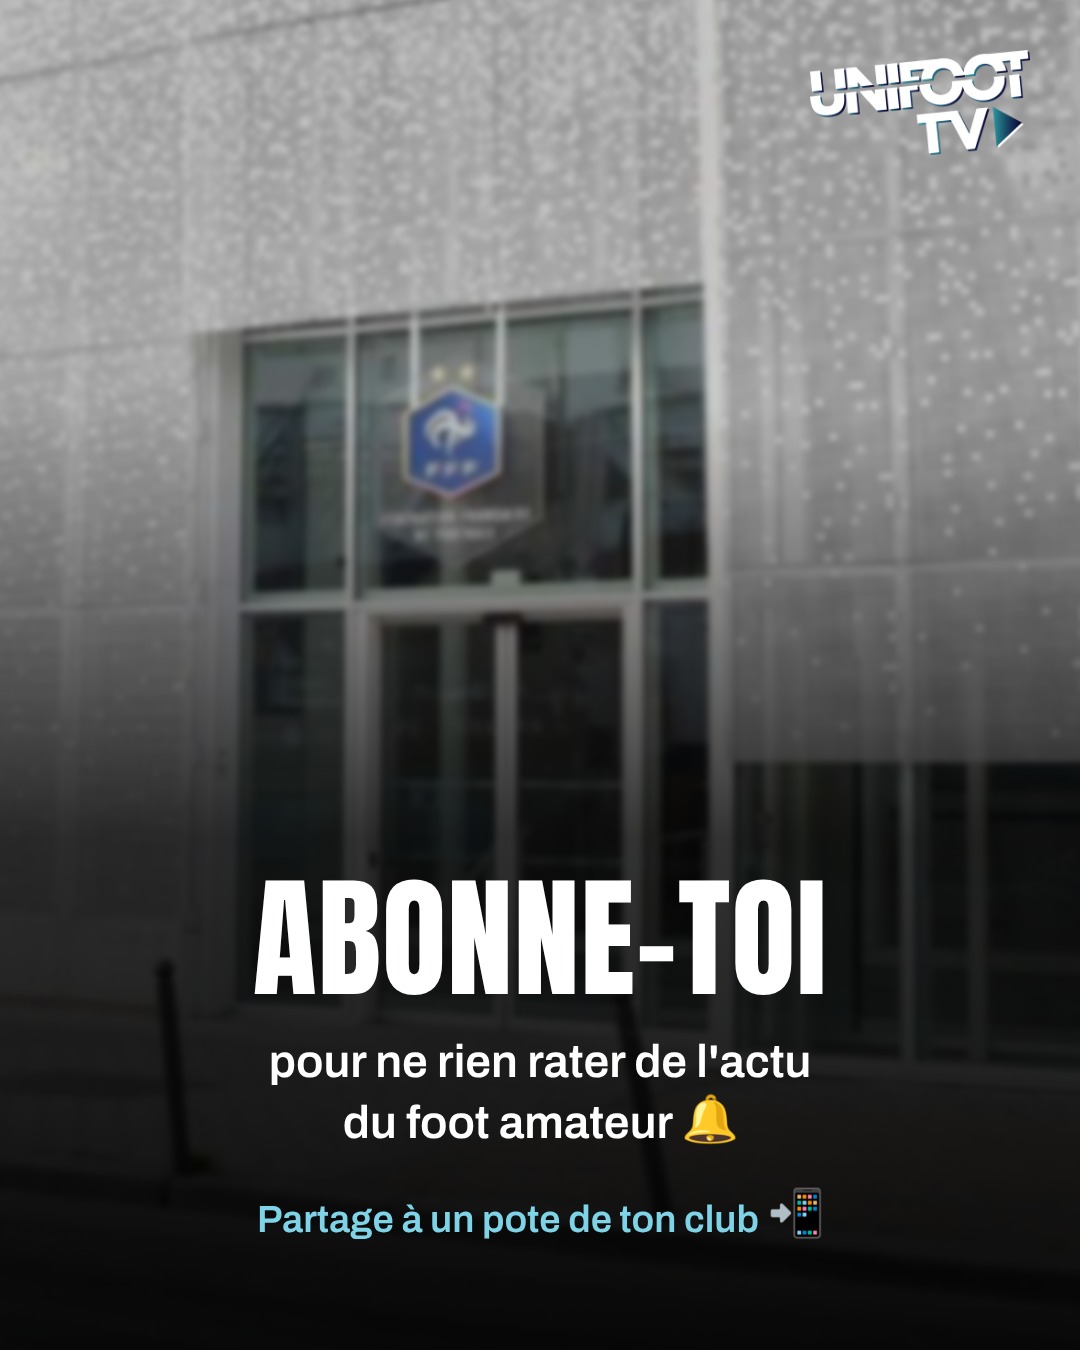 UNIFOOT
TV
FFF
ABONNE-TOI
pour ne rien rater de l'actu
du foot amateur 🔔
Partage à un pote de ton club 📲